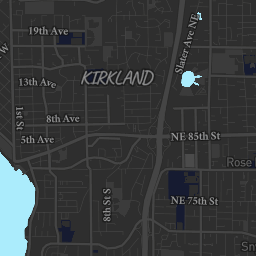 19th Ave
Slater Ave NE
KIRKLAND
13th Ave
1st St
8th Ave
5th Ave
NE 85th St
Rose
8th St S
NE 75th St